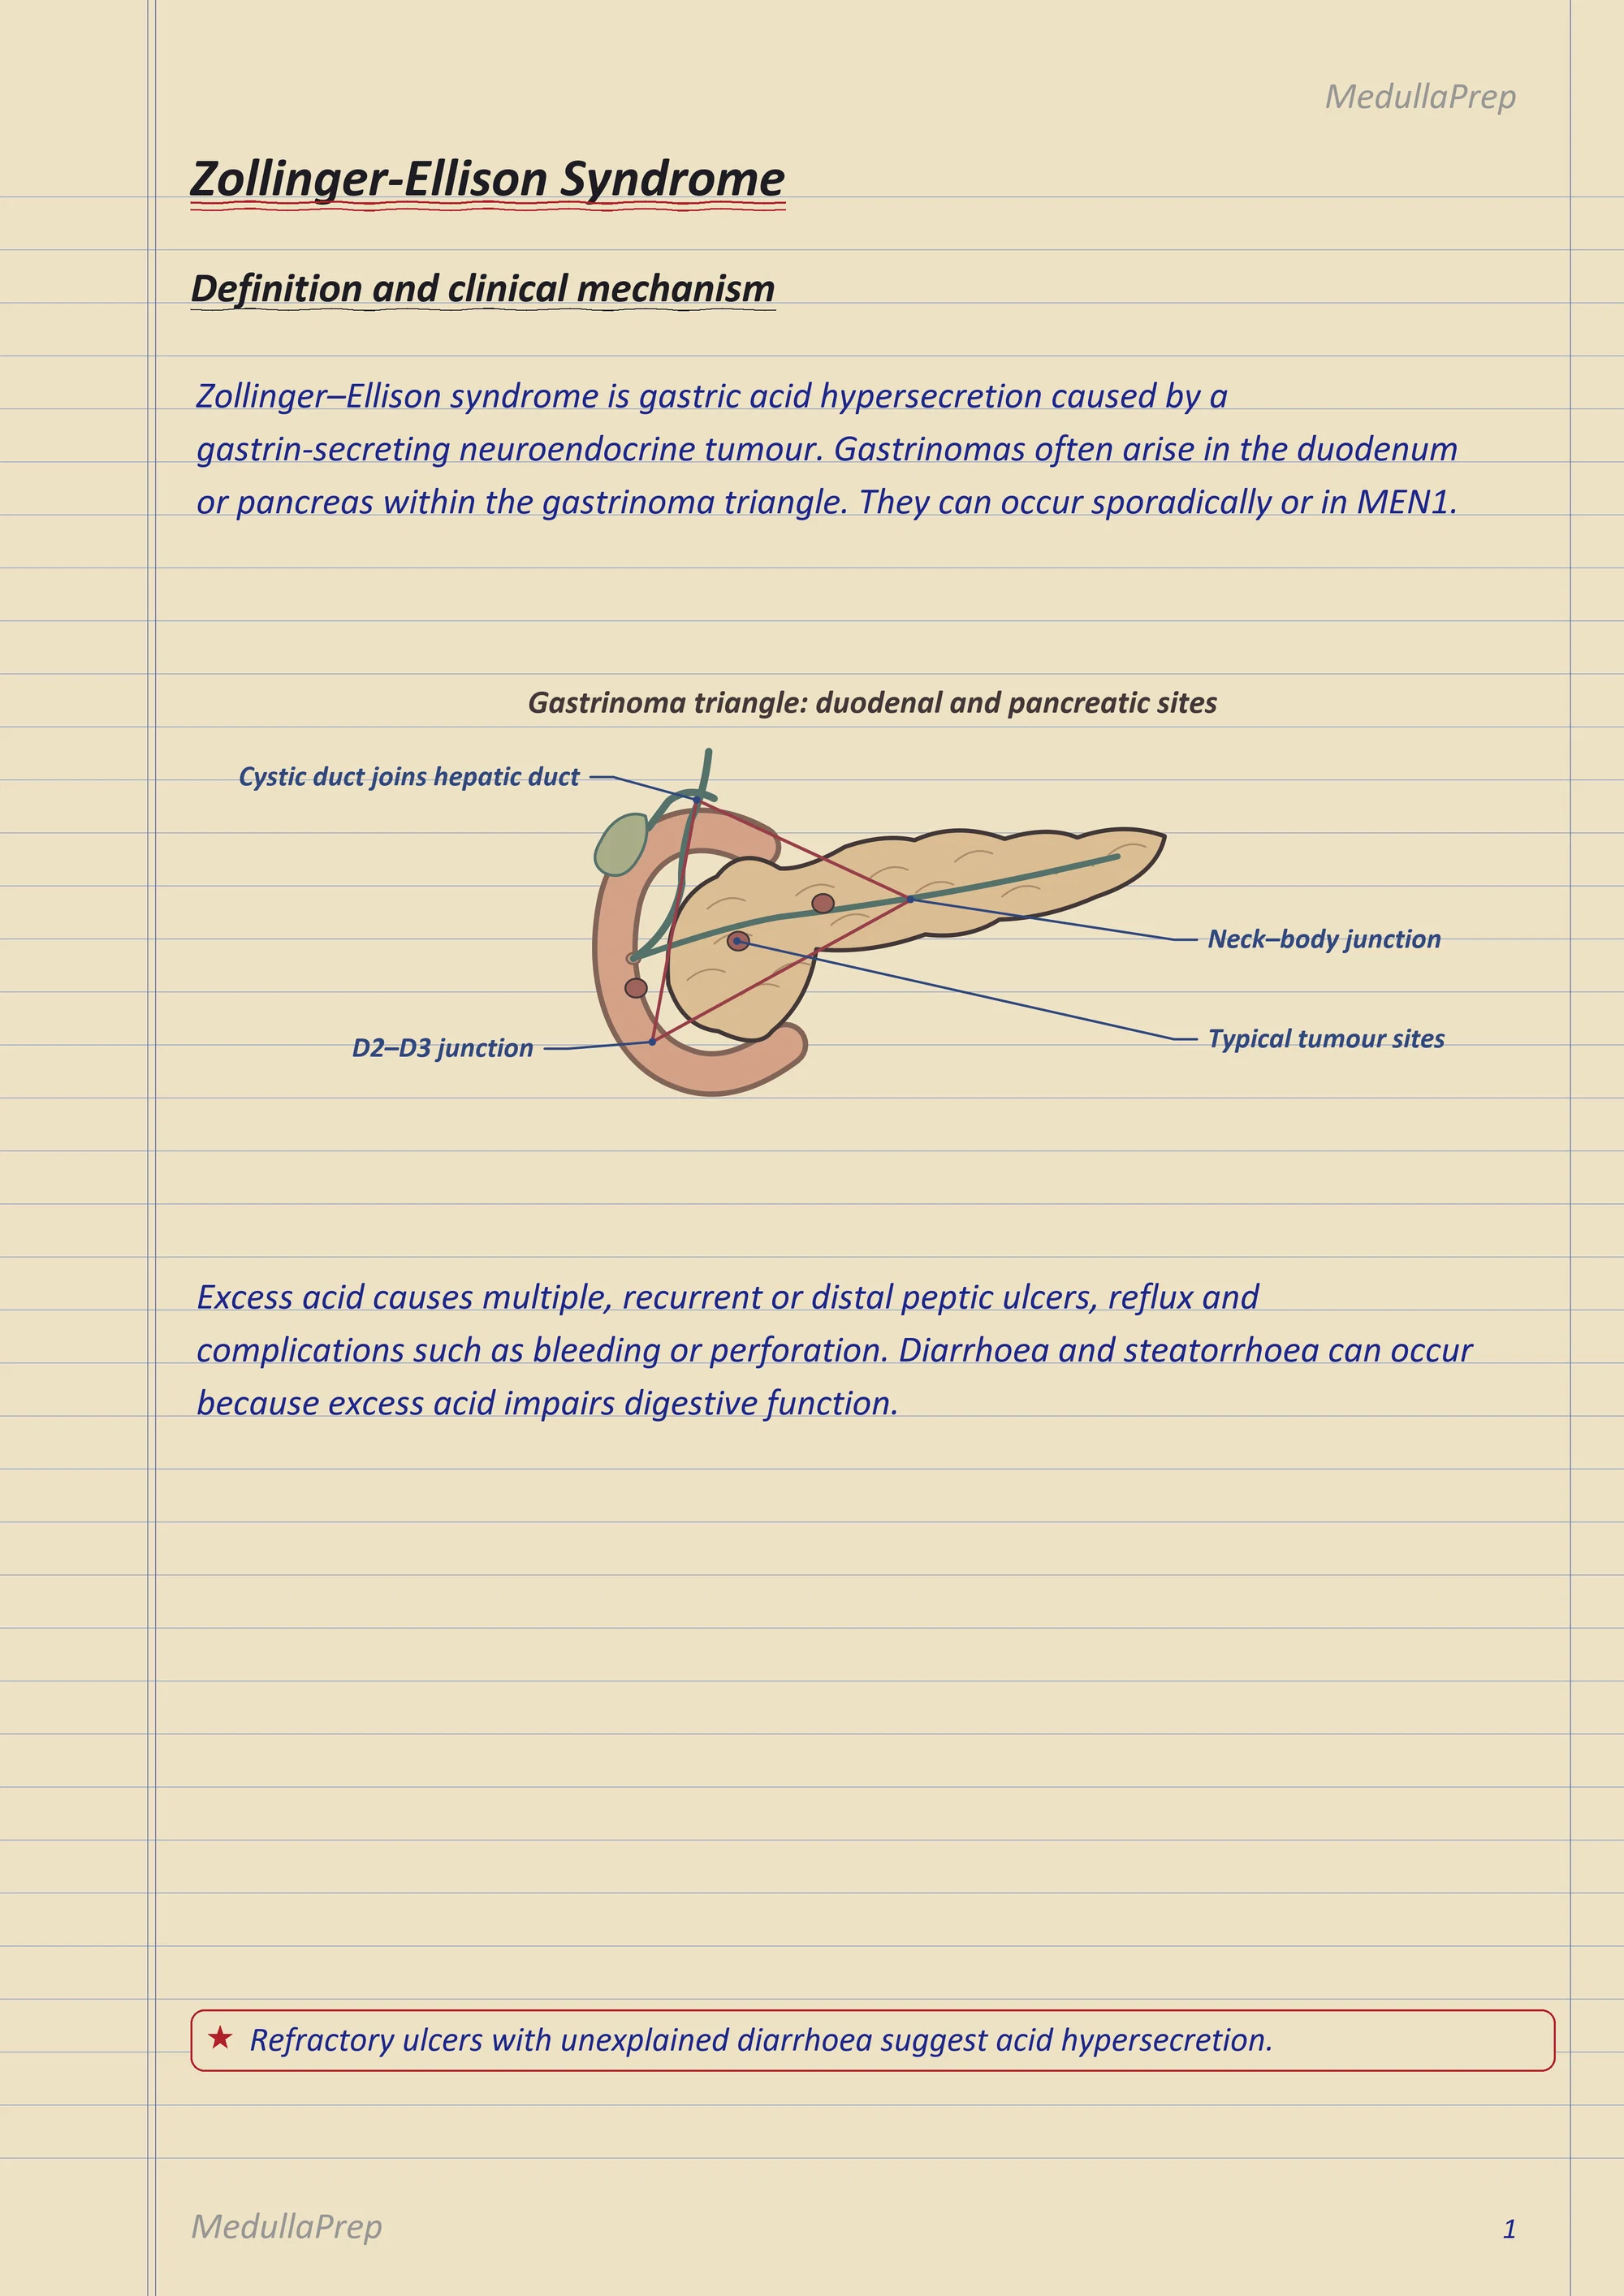 MedullaPrep
Zollinger-Ellison Syndrome
Definition and clinical mechanism
Zollinger–Ellison syndrome is gastric acid hypersecretion caused by a
gastrin-secreting neuroendocrine tumour. Gastrinomas often arise in the duodenum
or pancreas within the gastrinoma triangle. They can occur sporadically or in MEN1.
Gastrinoma triangle: duodenal and pancreatic sites
Cystic duct joins hepatic duct
Neck–body junction
Typical tumour sites
D2–D3 junction
Excess acid causes multiple, recurrent or distal peptic ulcers, reflux and
complications such as bleeding or perforation. Diarrhoea and steatorrhoea can occur
because excess acid impairs digestive function.
★ Refractory ulcers with unexplained diarrhoea suggest acid hypersecretion.
MedullaPrep
1